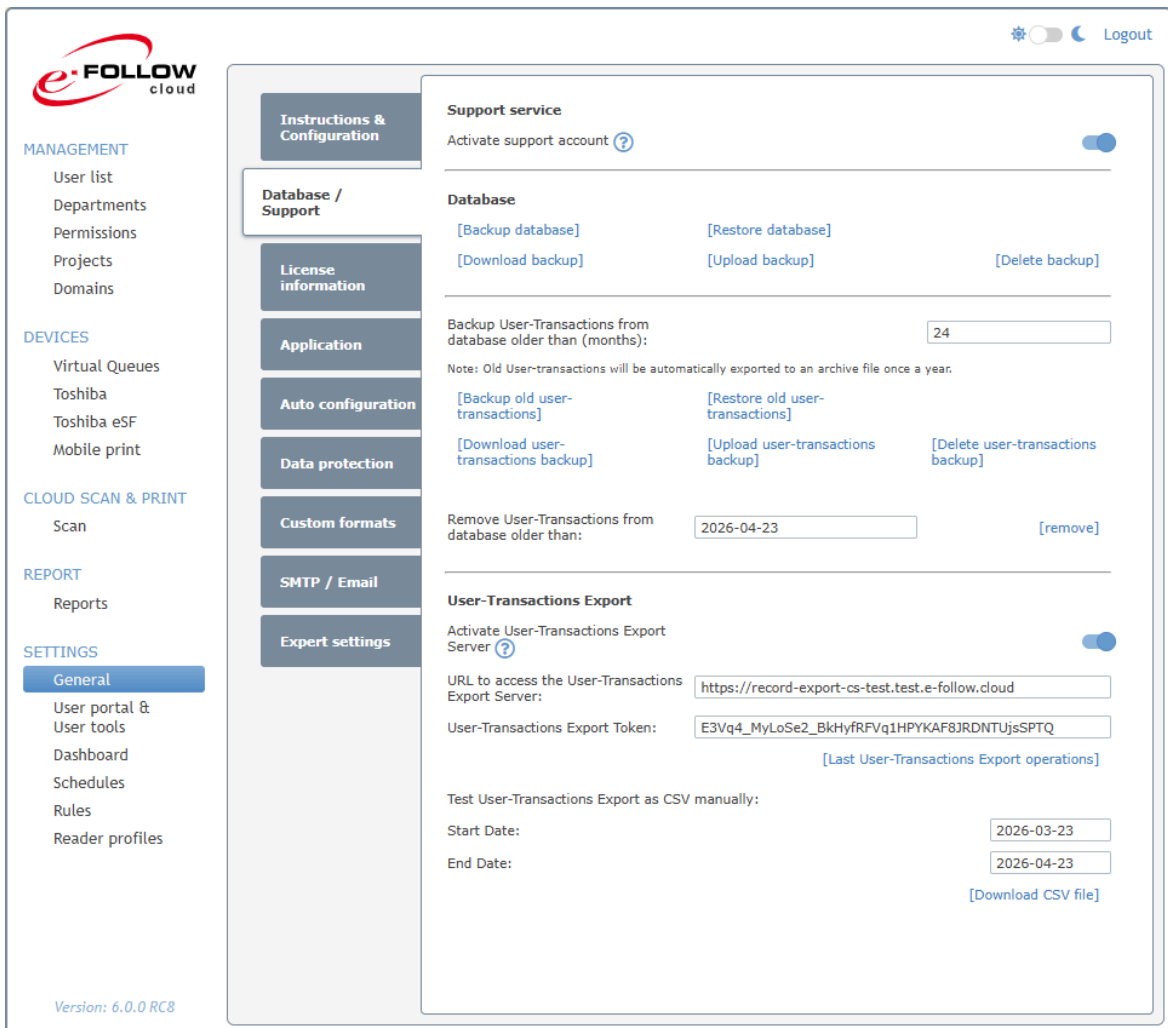 Logout
e-FOLLOW
cloud
MANAGEMENT
User list
Departments
Permissions
Projects
Domains
DEVICES
Virtual Queues
Toshiba
Toshiba eSF
Mobile print
CLOUD SCAN & PRINT
Scan
REPORT
Reports
SETTINGS
General
User portal &
User tools
Dashboard
Schedules
Rules
Reader profiles
Version: 6.0.0 RC8
Instructions &
Configuration
Database /
Support
License
information
Application
Auto configuration
Data protection
Custom formats
SMTP / Email
Expert settings
Support service
Activate support account ?
Database
[Backup database] [Restore database]
[Download backup] [Upload backup] [Delete backup]
Backup User-Transactions from
database older than (months): 24
Note: Old User-transactions will be automatically exported to an archive file once a year.
[Backup old user-
transactions]
[Restore old user-
transactions]
[Download user-
transactions backup]
[Upload user-transactions
backup]
[Delete user-transactions
backup]
Remove User-Transactions from
database older than: 2026-04-23 [remove]
User-Transactions Export
Activate User-Transactions Export
Server ?
URL to access the User-Transactions
Export Server: https://record-export-cs-test.test.e-follow.cloud
User-Transactions Export Token: E3Vq4_MyLoSe2_BkHyfRFVq1HPYKAF8JRDNTUjsSPTQ
[Last User-Transactions Export operations]
Test User-Transactions Export as CSV manually:
Start Date: 2026-03-23
End Date: 2026-04-23
[Download CSV file]